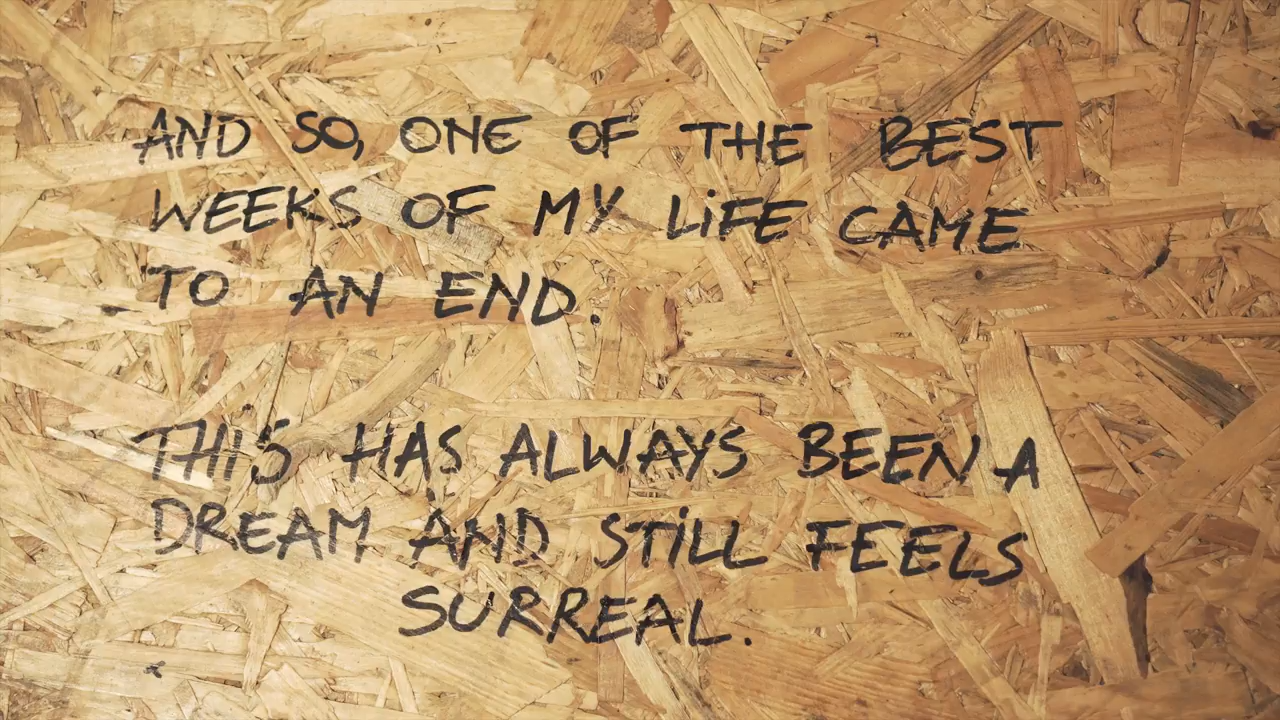 AND SO, ONE OF THE BEST
WEEKS OF MY LiFE CAME
TO AN END.
THiS HAS ALWAYS BEEN A
DREAM AND STiLL FEELS
SURREAL.